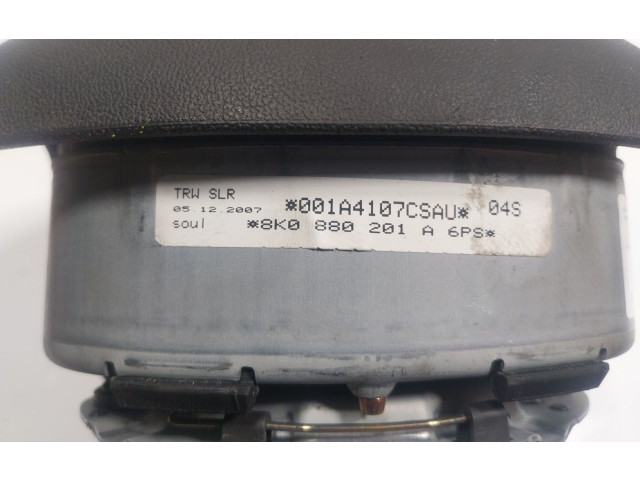 TRW SLR
05.12.2007 *001A4107CSAU* 04S
soul *8K0 880 201 A 6PS*